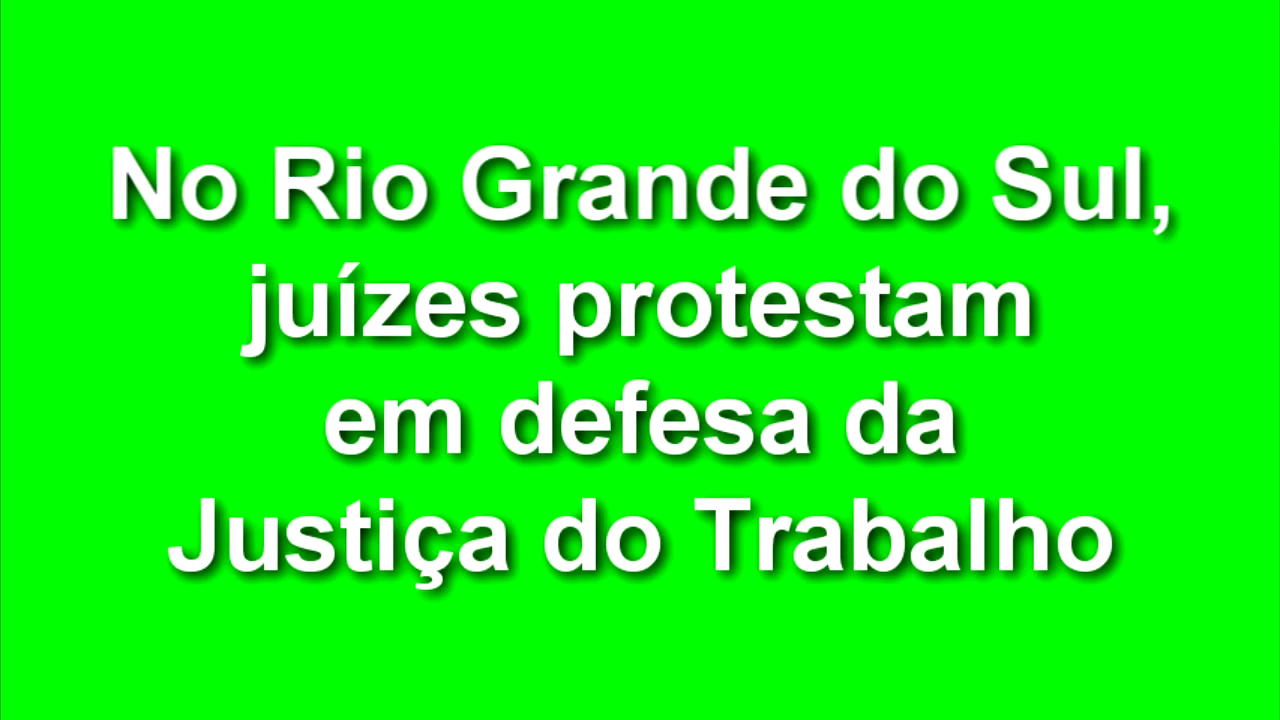 No Rio Grande do Sul,
juízes protestam
em defesa da
Justiça do Trabalho